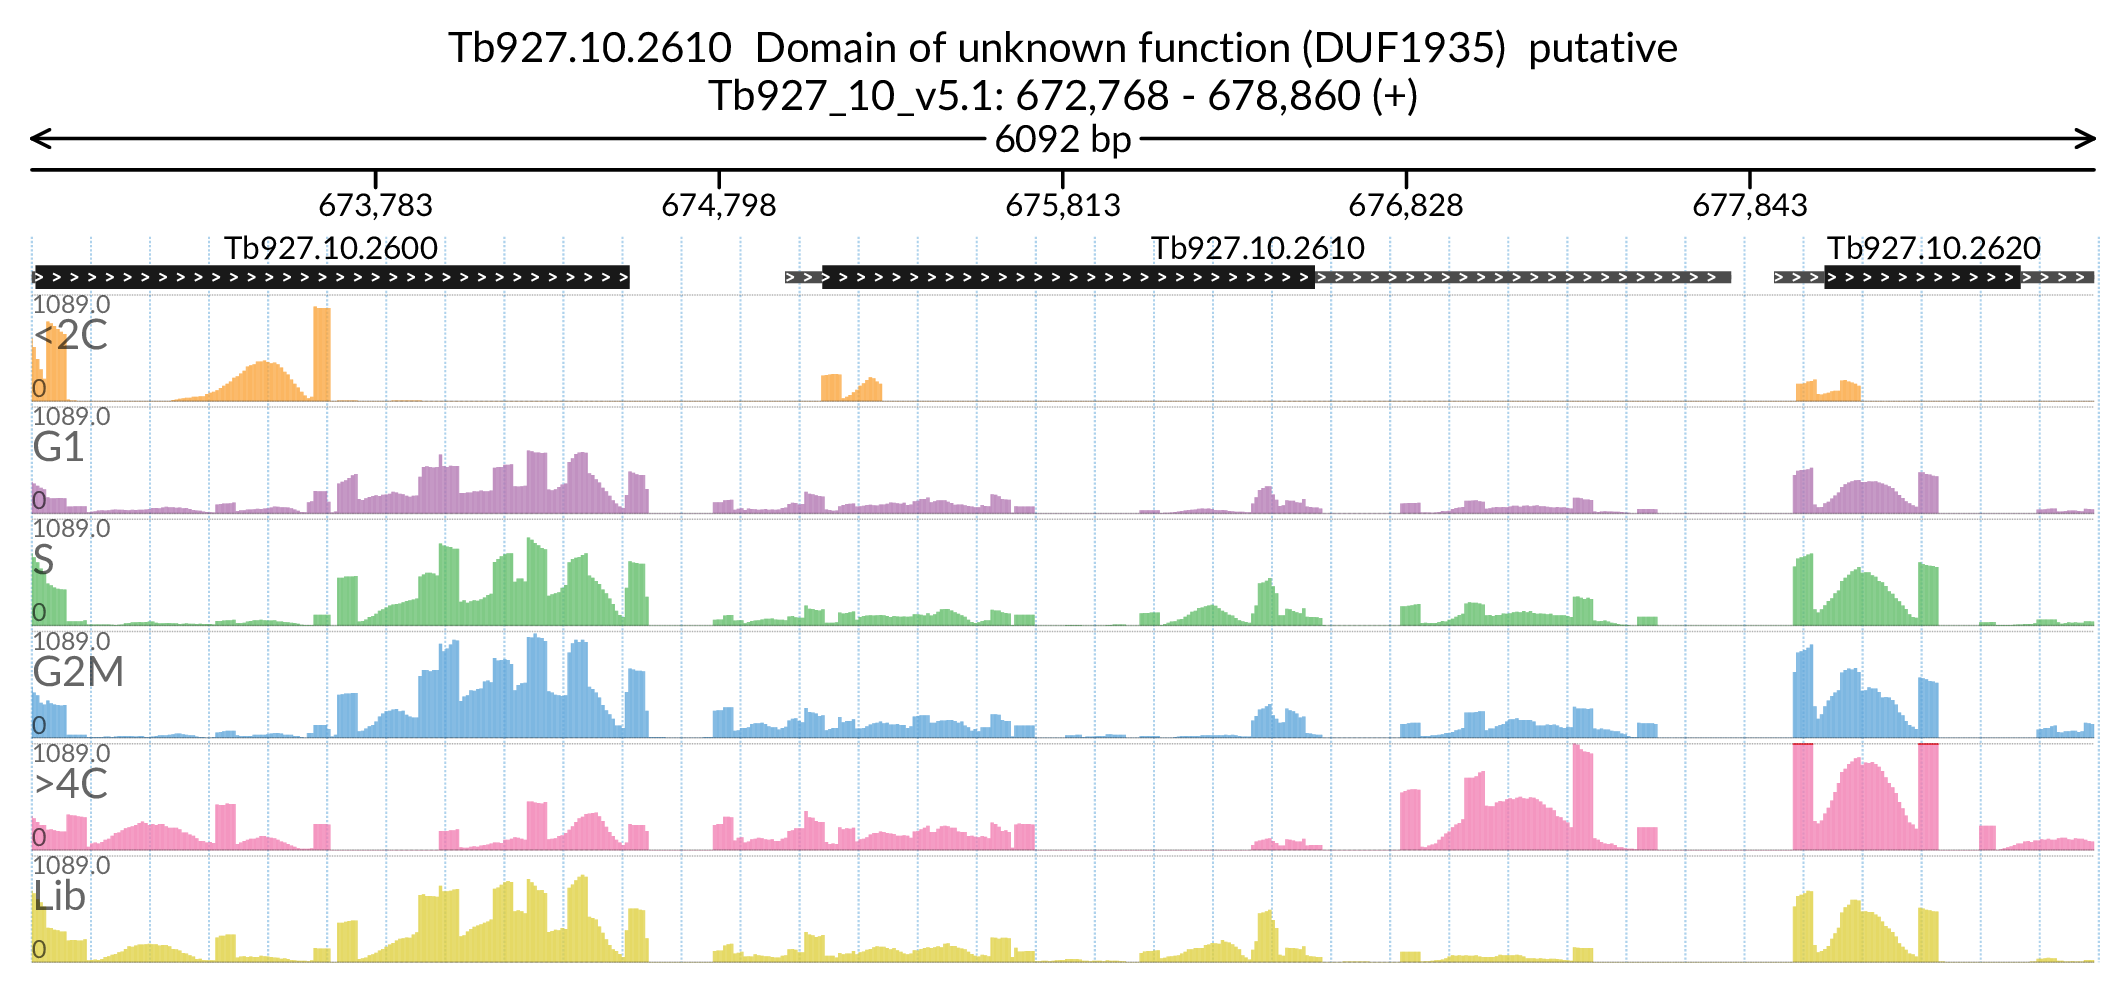 Tb927.10.2610  Domain of unknown function (DUF1935)  putative
Tb927_10_v5.1: 672,768 - 678,860 (+)
6092 bp
673,783 674,798 675,813 676,828 677,843
Tb927.10.2600 Tb927.10.2610 Tb927.10.2620
1089.0
<2C
0
1089.0
G1
0
1089.0
S
0
1089.0
G2M
0
1089.0
>4C
0
1089.0
Lib
0